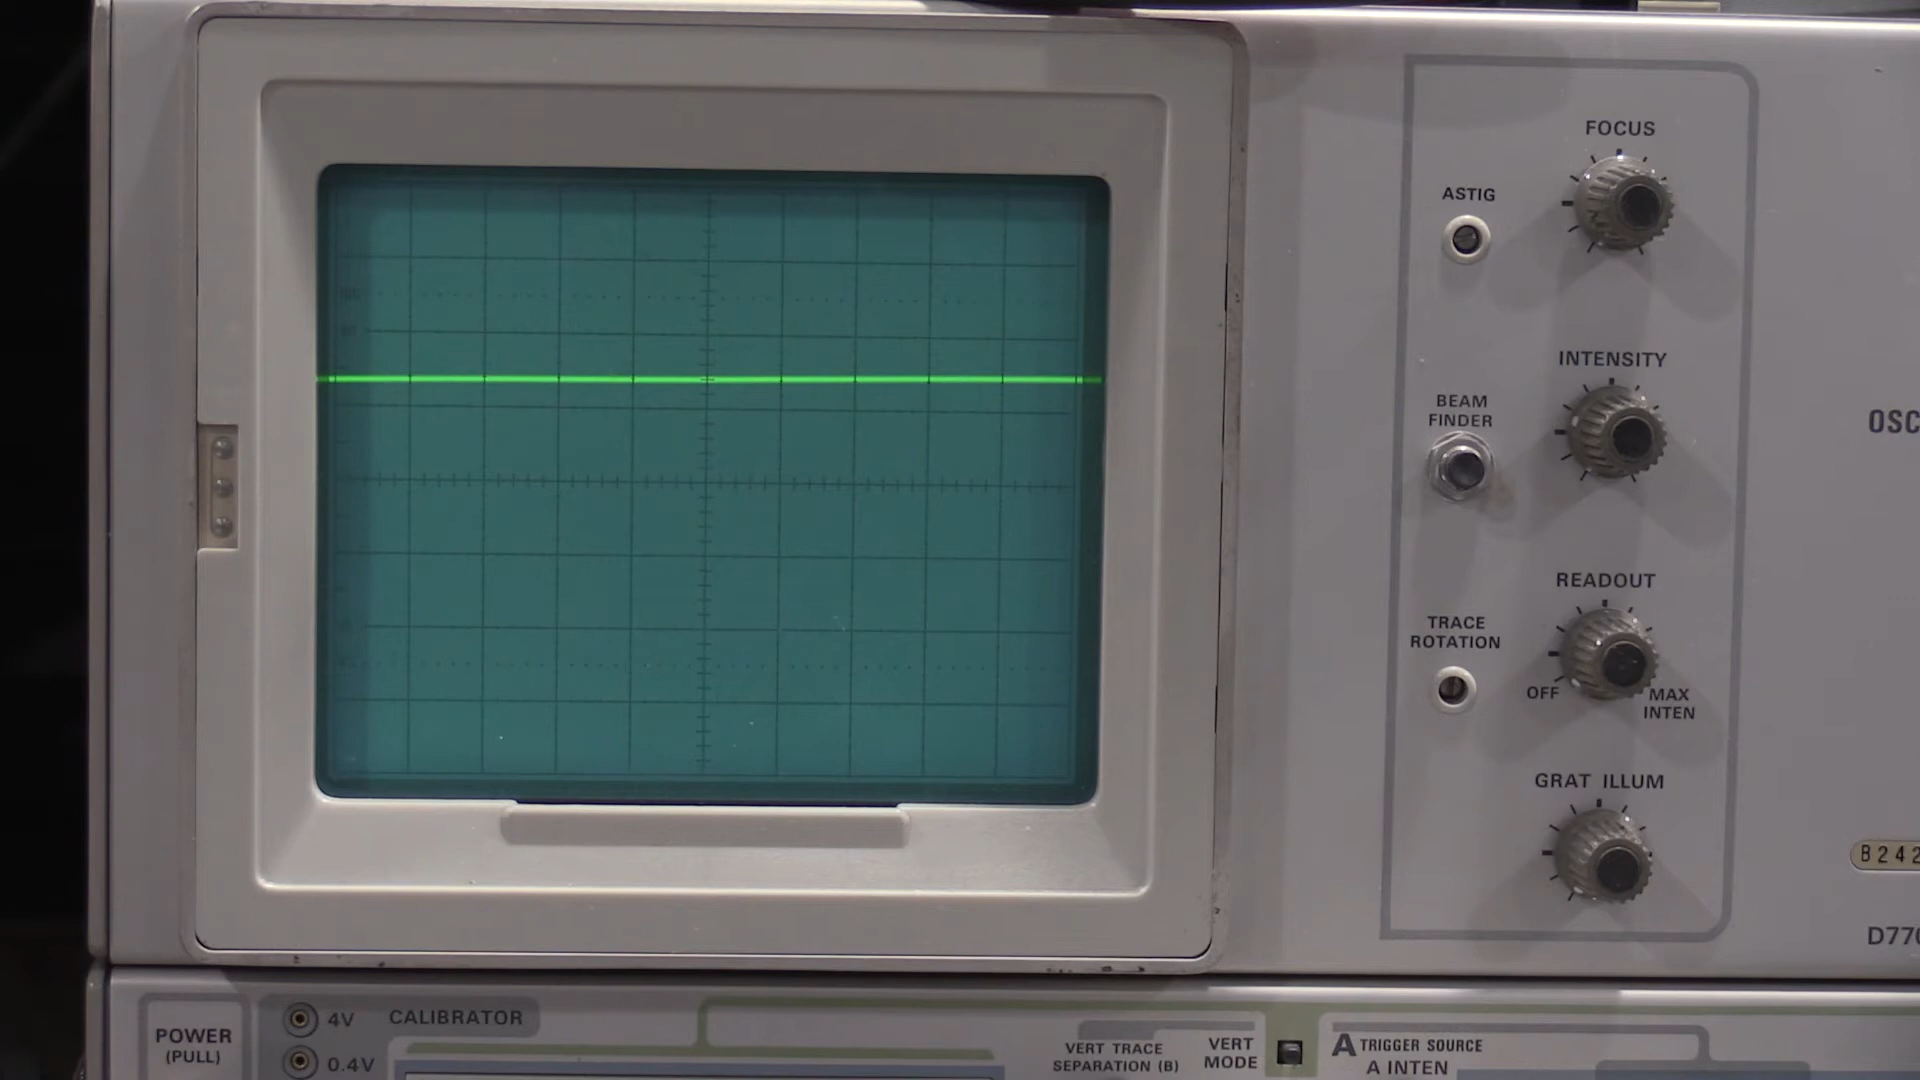 FOCUS
ASTIG
INTENSITY
BEAM
FINDER
OSC
READOUT
TRACE
ROTATION
OFF
MAX
INTEN
GRAT ILLUM
B242
D770
POWER
(PULL)
4V
CALIBRATOR
0.4V
VERT TRACE
SEPARATION (B)
VERT
MODE
A TRIGGER SOURCE
A INTEN